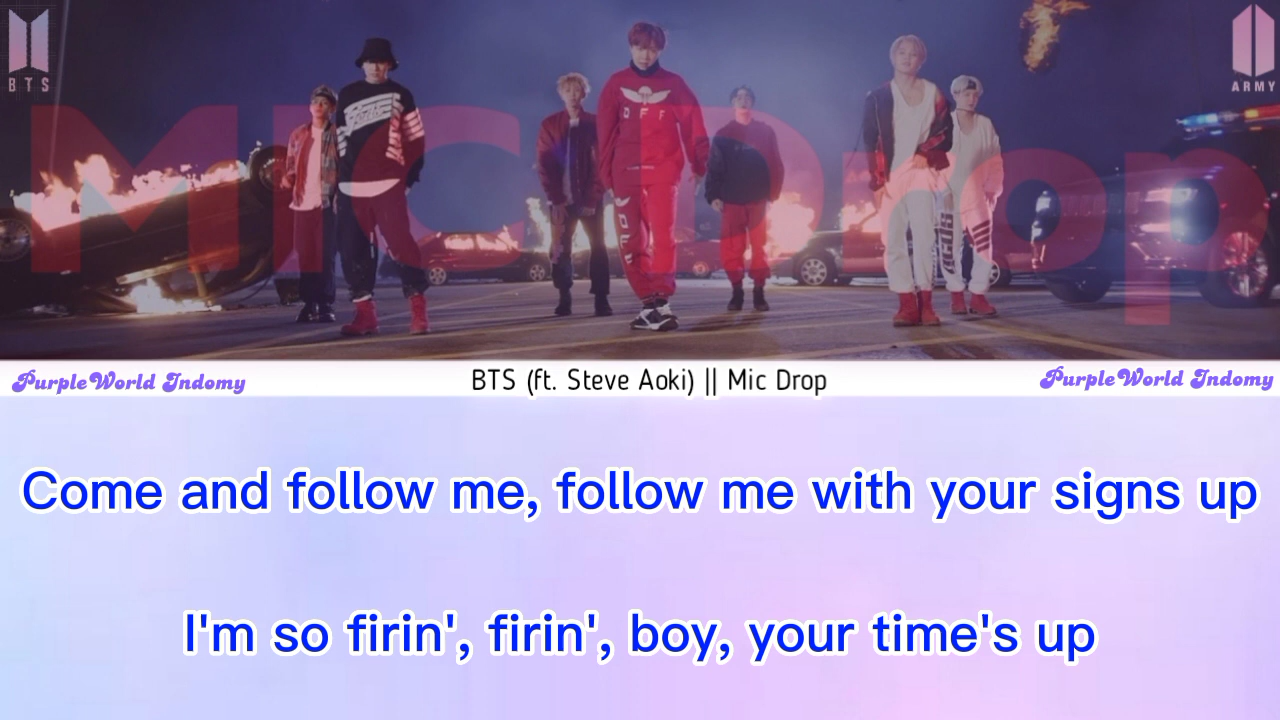 BTS
ARMY
Mic Drop
OFF
PurpleWorld Indomy
BTS (ft. Steve Aoki) || Mic Drop
PurpleWorld Indomy
Come and follow me, follow me with your signs up
I'm so firin', firin', boy, your time's up